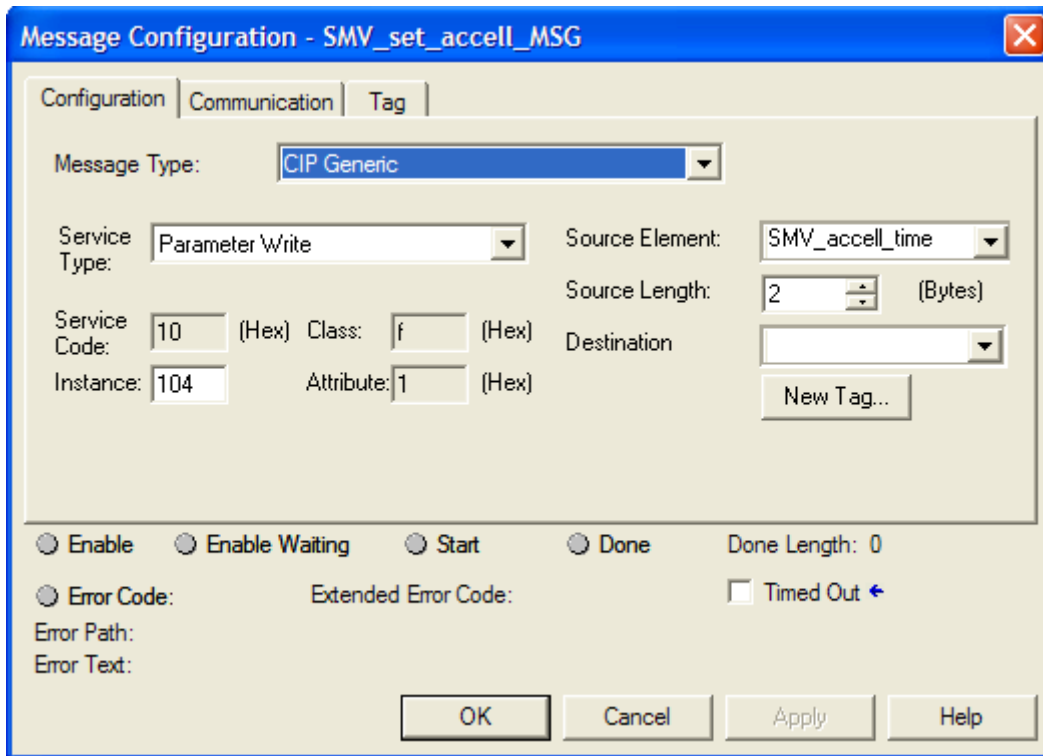 Message Configuration - SMV_set_accell_MSG
Configuration Communication Tag
Message Type: CIP Generic
Service Type: Parameter Write Source Element: SMV_accell_time
Source Length: 2 (Bytes)
Service Code: 10 (Hex) Class: f (Hex) Destination
Instance: 104 Attribute: 1 (Hex) New Tag...
Enable Enable Waiting Start Done Done Length: 0
Error Code: Extended Error Code: Timed Out
Error Path:
Error Text:
OK Cancel Apply Help